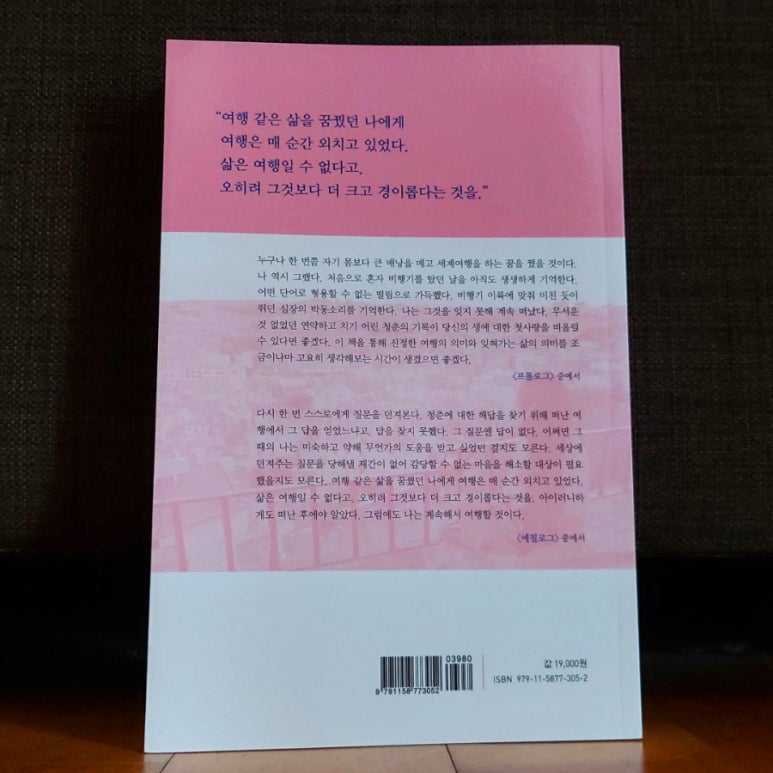 “여행 같은 삶을 꿈꿨던 나에게
여행은 매 순간 외치고 있었다.
삶은 여행일 수 없다고.
오히려 그것보다 더 크고 경이롭다는 것을.”
누구나 한 번쯤 자기 몸보다 큰 배낭을 메고 세계여행을 하는 꿈을 꿨을 것이다.
나 역시 그랬다. 처음으로 혼자 비행기를 탔던 날을 아직도 생생하게 기억한다.
어떤 단어로 형용할 수 없는 떨림으로 가득했다. 비행기 이륙에 맞춰 미친 듯이
뛰던 심장의 박동소리를 기억한다. 나는 그것을 잊지 못해 계속 떠났다. 무서운
것 없었던 연약하고 치기 어린 청춘의 기록이 당신의 생에 대한 첫사랑을 떠올릴
수 있다면 좋겠다. 이 책을 통해 진정한 여행의 의미와 잊혀가는 삶의 의미를 조
금이나마 고요히 생각해보는 시간이 생겼으면 좋겠다.
〈프롤로그〉 중에서
다시 한 번 스스로에게 질문을 던져본다. 청춘에 대한 해답을 찾기 위해 떠난 여
행에서 그 답을 얻었느냐고, 답을 찾지 못했다. 그 질문엔 답이 없다. 어쩌면 그
때의 나는 미숙하고 약해 무언가의 도움을 받고 싶었던 걸지도 모른다. 세상에
던져주는 질문을 당해낼 재간이 없어 감당할 수 없는 마음을 해소할 대상이 필요
했을지도 모른다. 여행 같은 삶을 꿈꿨던 나에게 여행은 매 순간 외치고 있었다.
삶은 여행일 수 없다고, 오히려 그것보다 더 크고 경이롭다는 것을. 아이러니하
게도 떠난 후에야 알았다. 그럼에도 나는 계속해서 여행할 것이다.
〈에필로그〉 중에서
03980
9 791158 773052
값 19,000원
ISBN 979-11-5877-305-2